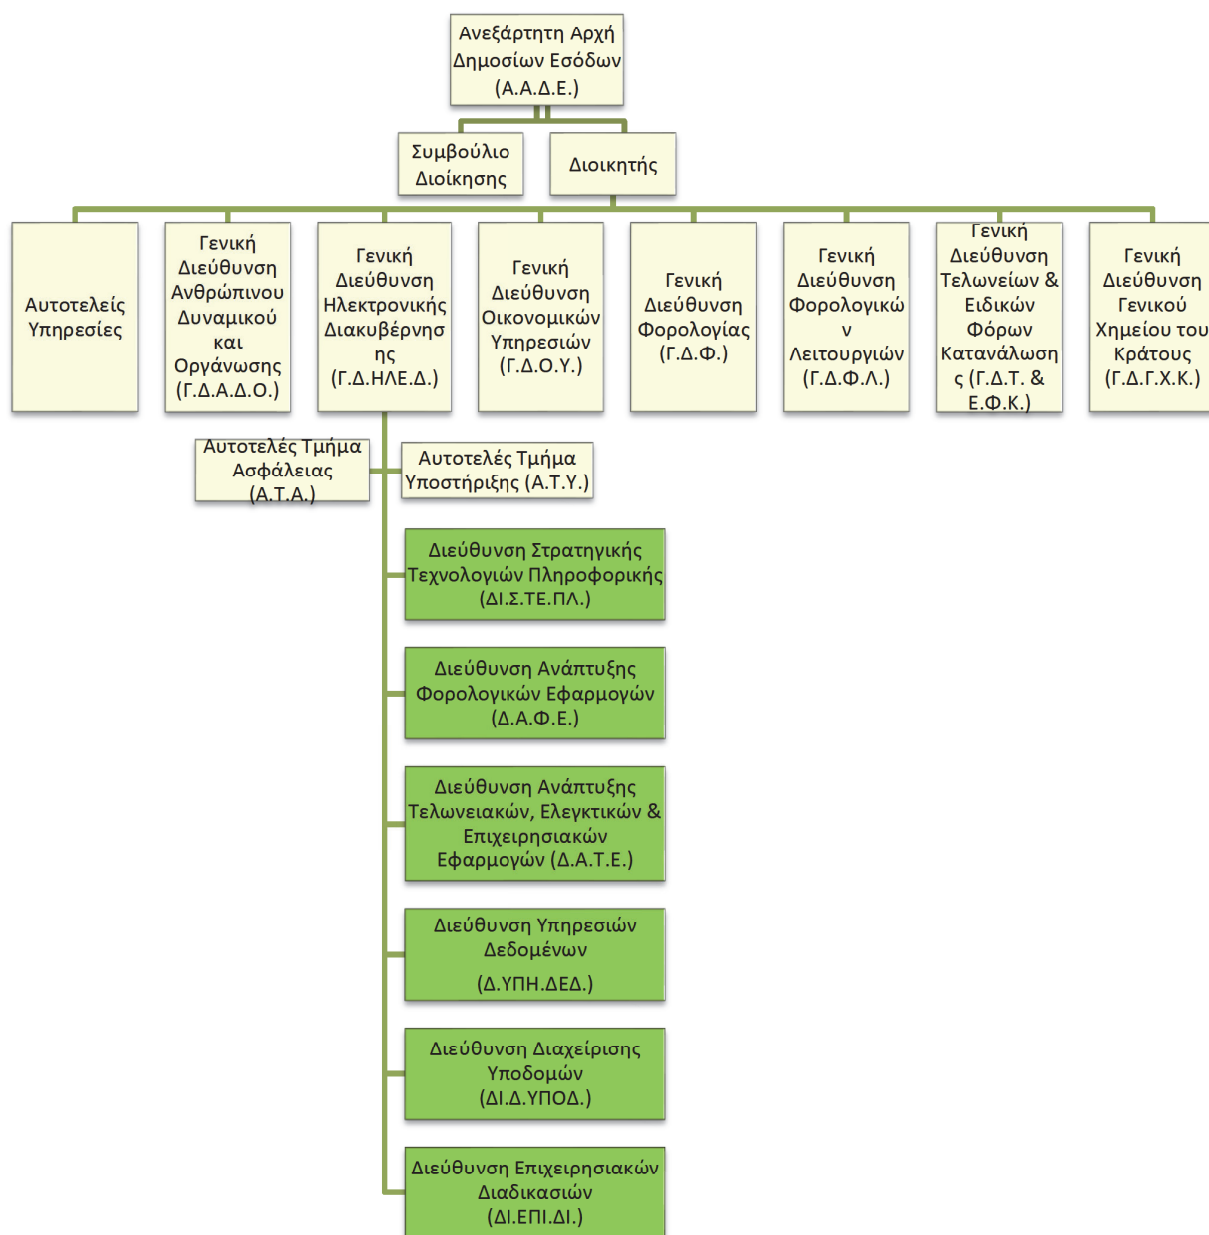 Ανεξάρτητη Αρχή
Δημοσίων Εσόδων
(Α.Α.Δ.Ε.)
Συμβούλιο
Διοίκησης
Διοικητής
Αυτοτελείς
Υπηρεσίες
Γενική
Διεύθυνση
Ανθρώπινου
Δυναμικού
και
Οργάνωσης
(Γ.Δ.Α.Δ.Ο.)
Γενική
Διεύθυνση
Ηλεκτρονικής
Διακυβέρνησ
ης
(Γ.Δ.ΗΛΕ.Δ.)
Γενική
Διεύθυνση
Οικονομικών
Υπηρεσιών
(Γ.Δ.Ο.Υ.)
Γενική
Διεύθυνση
Φορολογίας
(Γ.Δ.Φ.)
Γενική
Διεύθυνση
Φορολογικώ
ν
Λειτουργιών
(Γ.Δ.Φ.Λ.)
Γενική
Διεύθυνση
Τελωνείων &
Ειδικών
Φόρων
Κατανάλωση
ς (Γ.Δ.Τ. &
Ε.Φ.Κ.)
Γενική
Διεύθυνση
Γενικού
Χημείου του
Κράτους
(Γ.Δ.Γ.Χ.Κ.)
Αυτοτελές Τμήμα
Ασφάλειας
(Α.Τ.Α.)
Αυτοτελές Τμήμα
Υποστήριξης (Α.Τ.Υ.)
Διεύθυνση Στρατηγικής
Τεχνολογιών Πληροφορικής
(ΔΙ.Σ.ΤΕ.ΠΛ.)
Διεύθυνση Ανάπτυξης
Φορολογικών Εφαρμογών
(Δ.Α.Φ.Ε.)
Διεύθυνση Ανάπτυξης
Τελωνειακών, Ελεγκτικών &
Επιχειρησιακών
Εφαρμογών (Δ.Α.Τ.Ε.)
Διεύθυνση Υπηρεσιών
Δεδομένων
(Δ.ΥΠΗ.ΔΕΔ.)
Διεύθυνση Διαχείρισης
Υποδομών
(ΔΙ.Δ.ΥΠΟΔ.)
Διεύθυνση Επιχειρησιακών
Διαδικασιών
(ΔΙ.ΕΠΙ.ΔΙ.)